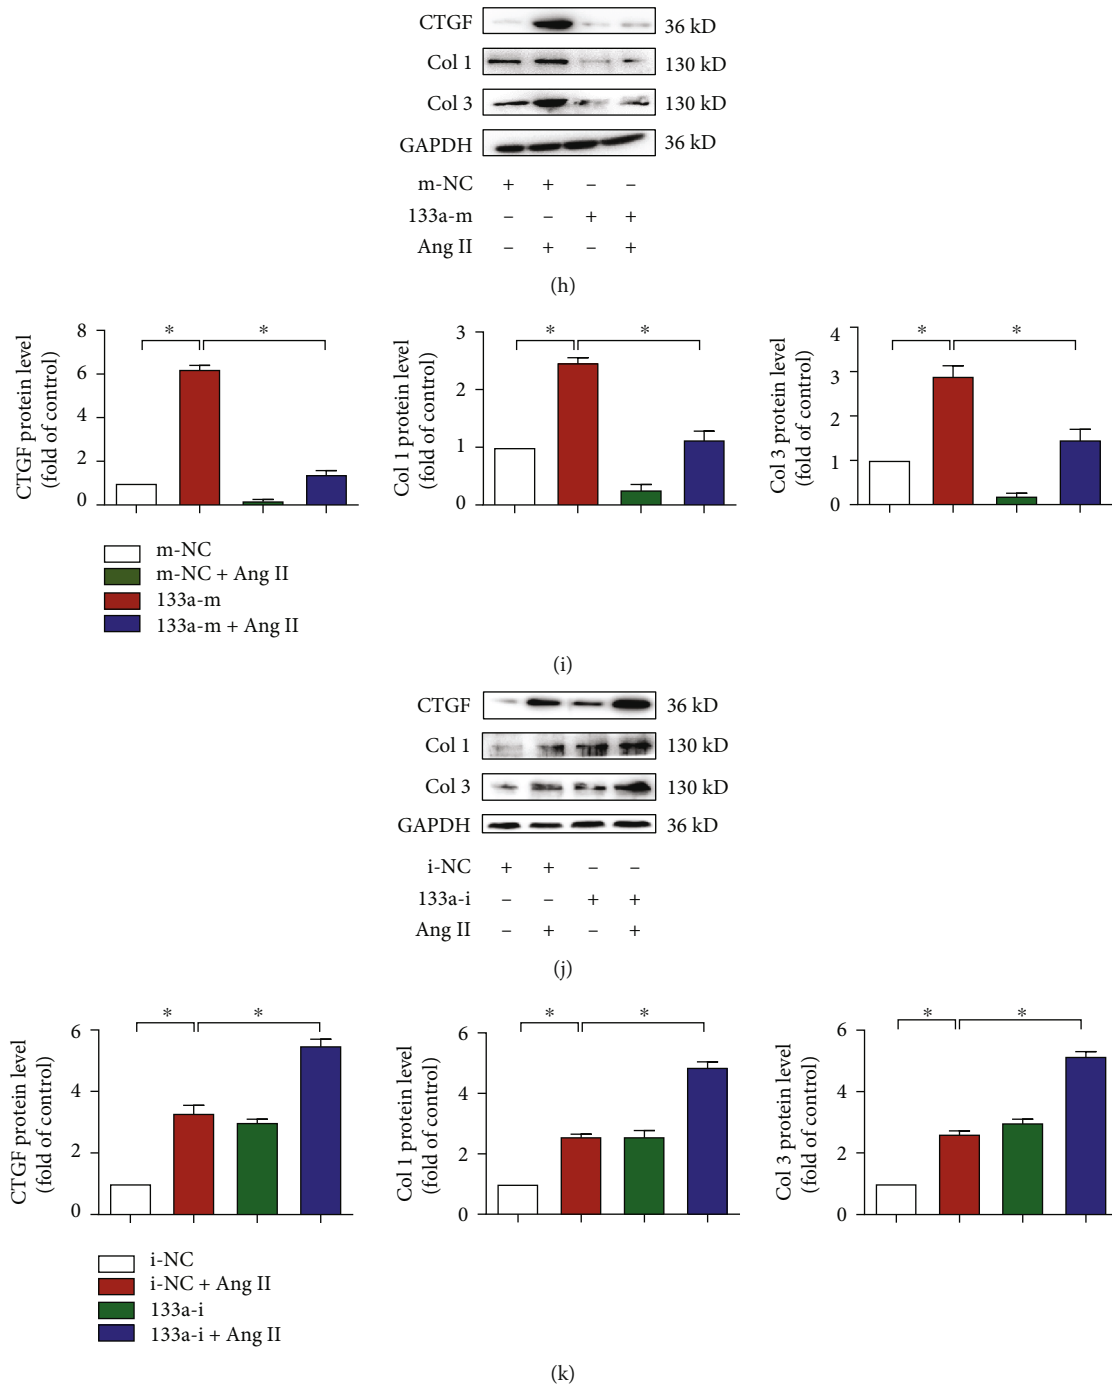 CTGF 36 kD
Col 1 130 kD
Col 3 130 kD
GAPDH 36 kD
m-NC + + – –
133a-m – – + +
Ang II – + – +
(h)
CTGF protein level
(fold of control)
8
6
4
2
0
* *
Col 1 protein level
(fold of control)
3
2
1
0
* *
Col 3 protein level
(fold of control)
4
3
2
1
0
* *
m-NC
m-NC + Ang II
133a-m
133a-m + Ang II
(i)
CTGF 36 kD
Col 1 130 kD
Col 3 130 kD
GAPDH 36 kD
i-NC + + – –
133a-i – – + +
Ang II – + – +
(j)
CTGF protein level
(fold of control)
6
4
2
0
* *
Col 1 protein level
(fold of control)
6
4
2
0
* *
Col 3 protein level
(fold of control)
6
4
2
0
* *
i-NC
i-NC + Ang II
133a-i
133a-i + Ang II
(k)